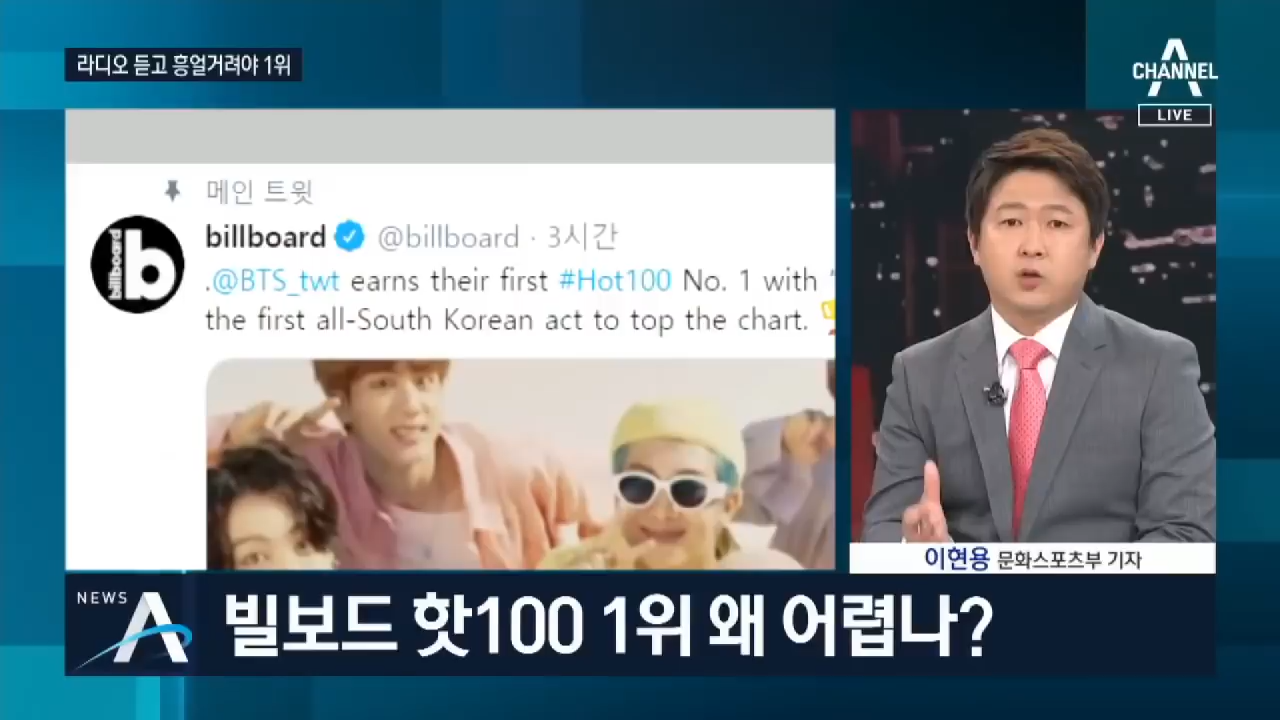 라디오 듣고 흥얼거려야 1위
CHANNEL A
LIVE
메인 트윗
billboard
billboard @billboard · 3시간
.@BTS_twt earns their first #Hot100 No. 1 with “
the first all-South Korean act to top the chart.
이현용 문화스포츠부 기자
NEWS A
빌보드 핫100 1위 왜 어렵나?